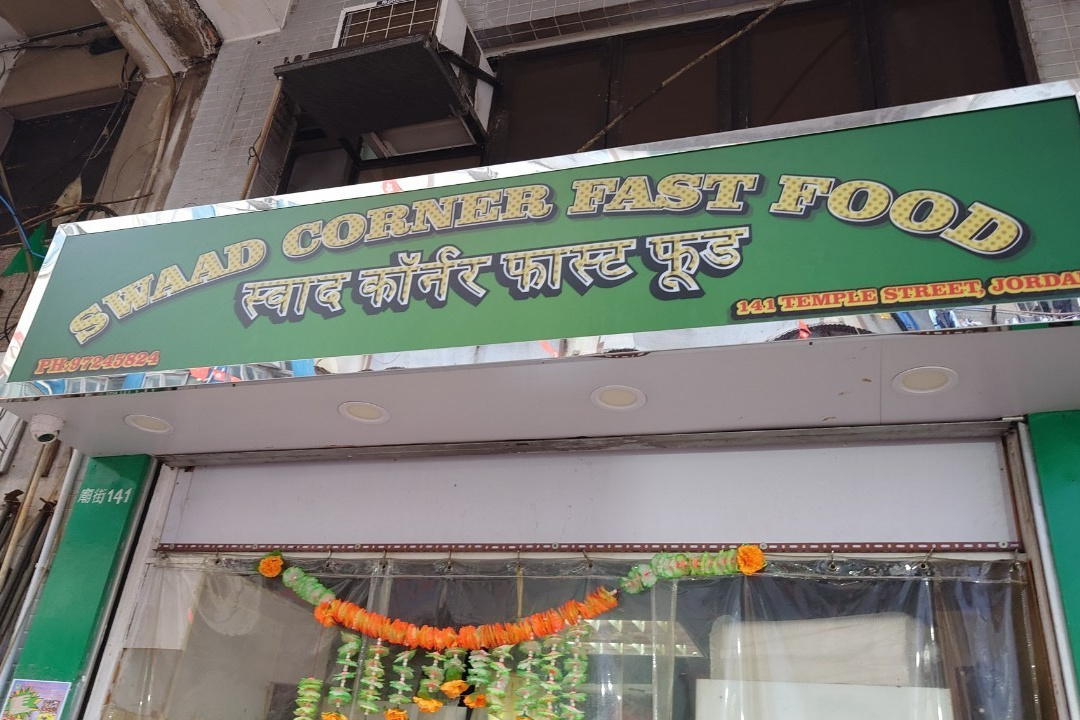 SWAAD CORNER FAST FOOD
स्वाद कॉर्नर फास्ट फूड
141 TEMPLE STREET, JORDA
PH:97245824
廟街141